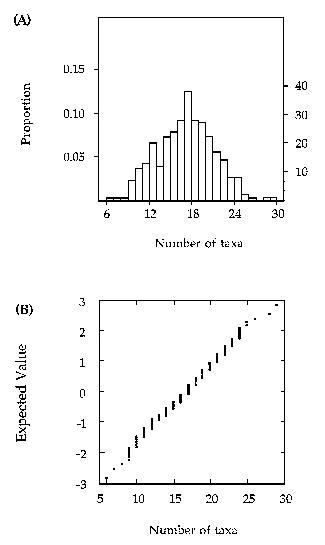 (A)
Proportion
0.15
0.10
0.05
40
30
20
10
6 12 18 24 30
Number of taxa
(B)
Expected Value
3
2
1
0
-1
-2
-3
5 10 15 20 25 30
Number of taxa